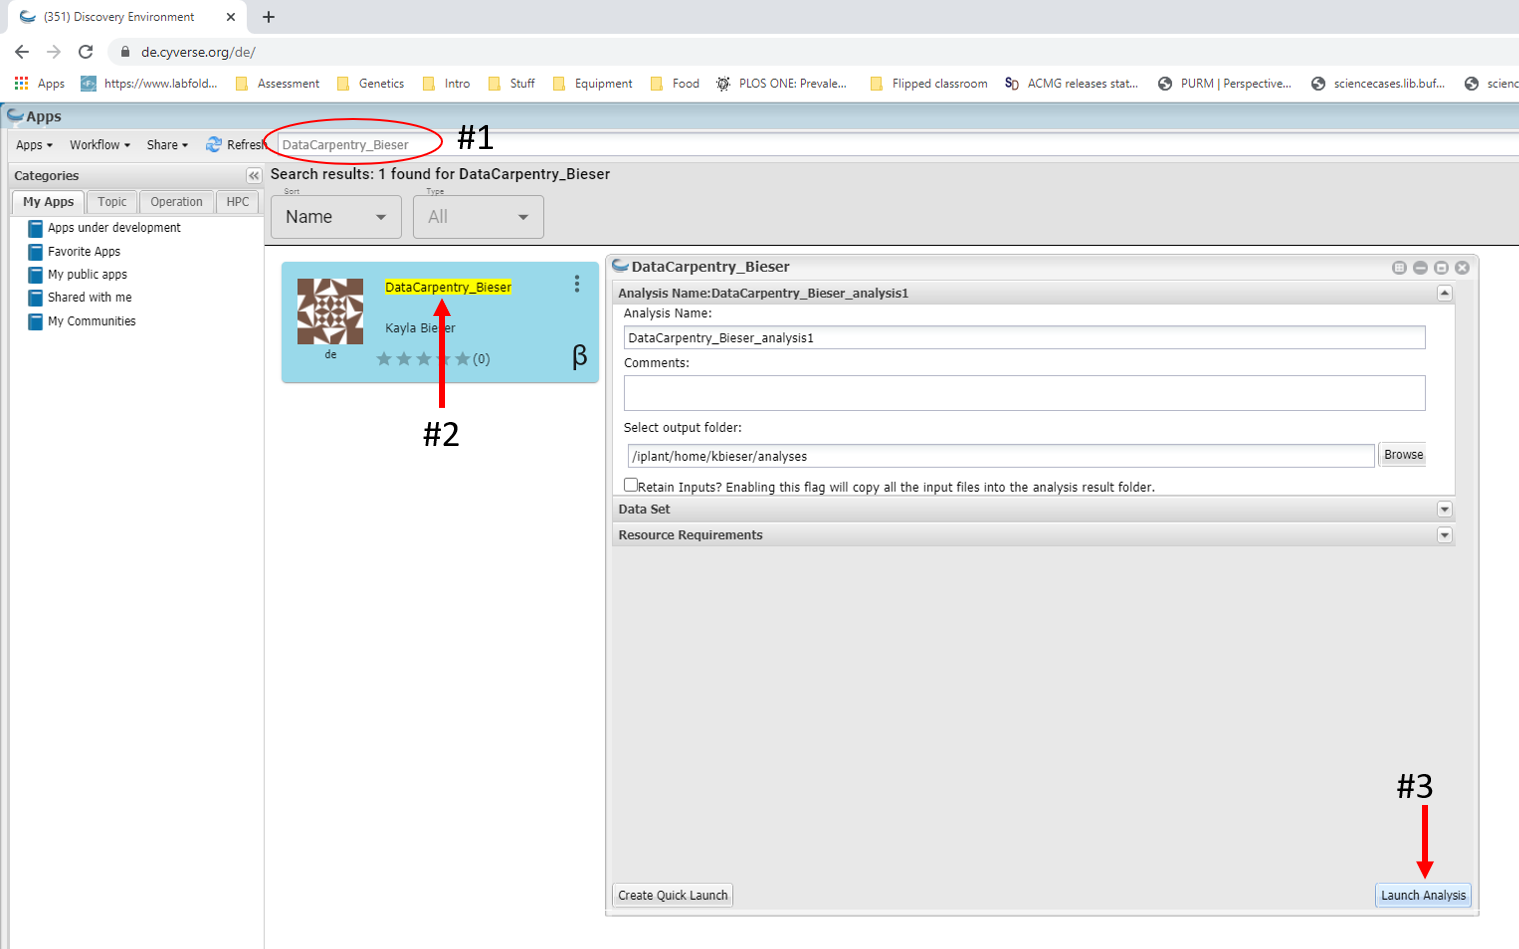 (351) Discovery Environment
de.cyverse.org/de/
Apps https://www.labfold... Assessment Genetics Intro Stuff Equipment Food PLOS ONE: Prevale... Flipped classroom SD ACMG releases stat... PURM | Perspective... sciencecases.lib.buf... scienc
Apps
Apps Workflow Share Refresh DataCarpentry_Bieser #1
Categories
Search results: 1 found for DataCarpentry_Bieser
My Apps Topic Operation HPC
Sort Type
Name All
Apps under development
Favorite Apps
My public apps
Shared with me
My Communities
DataCarpentry_Bieser
Kayla Bieser
de
(0)
β
#2
DataCarpentry_Bieser
Analysis Name:DataCarpentry_Bieser_analysis1
Analysis Name:
DataCarpentry_Bieser_analysis1
Comments:
Select output folder:
/iplant/home/kbieser/analyses Browse
Retain Inputs? Enabling this flag will copy all the input files into the analysis result folder.
Data Set
Resource Requirements
#3
Create Quick Launch Launch Analysis